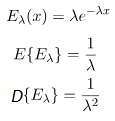 E_λ(x) = λe^{−λx}
E{E_λ} = 1/λ
D{E_λ} = 1/λ²